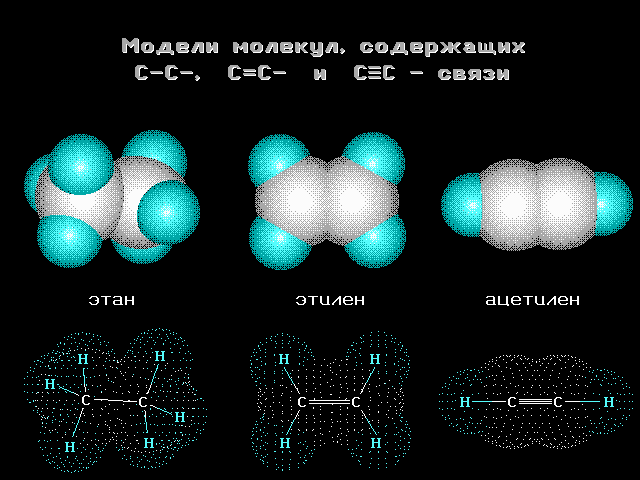 Модели молекул, содержащих
С-С-, С=С- и С≡С - связи
этан этилен ацетилен
H H H H H
H
C C C C H C C H
H
H H H H